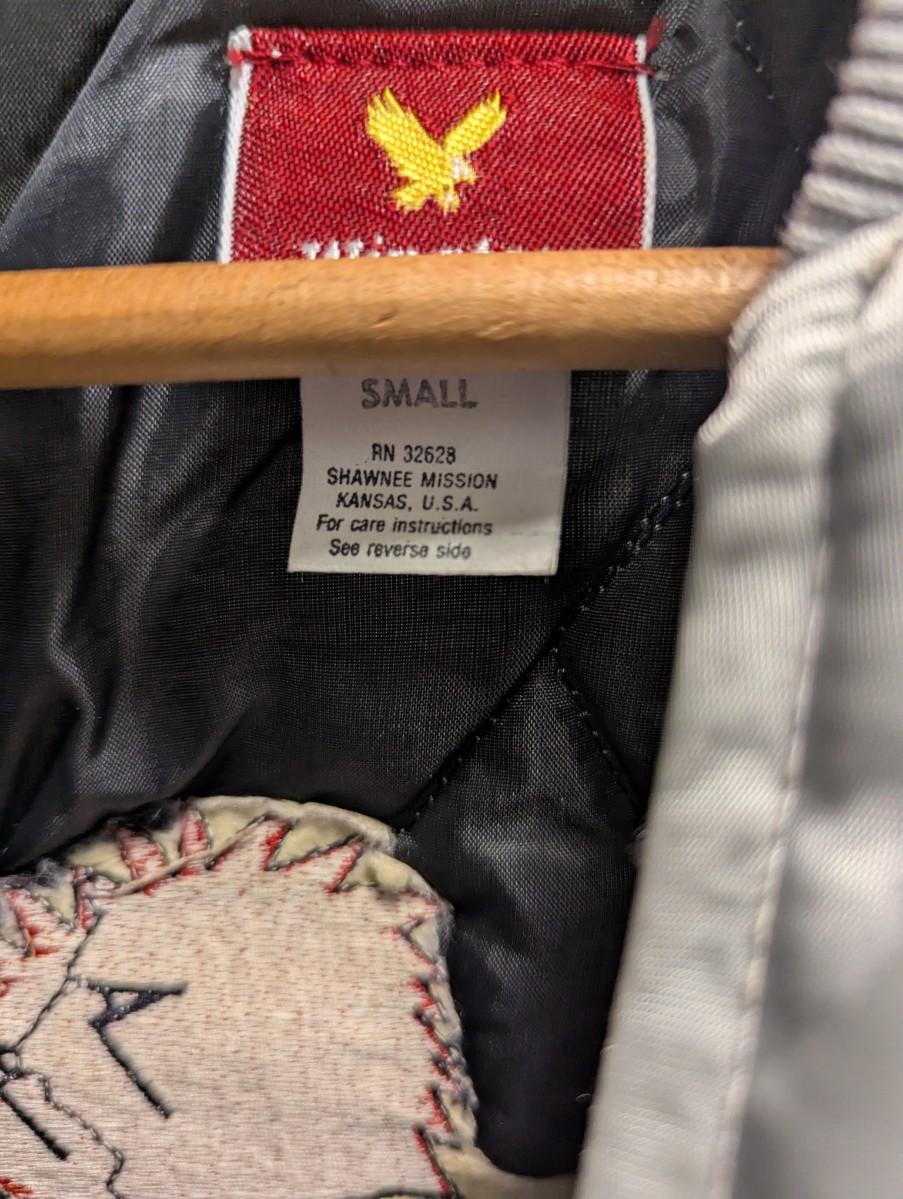 SMALL
RN 32628
SHAWNEE MISSION
KANSAS, U.S.A.
For care instructions
See reverse side